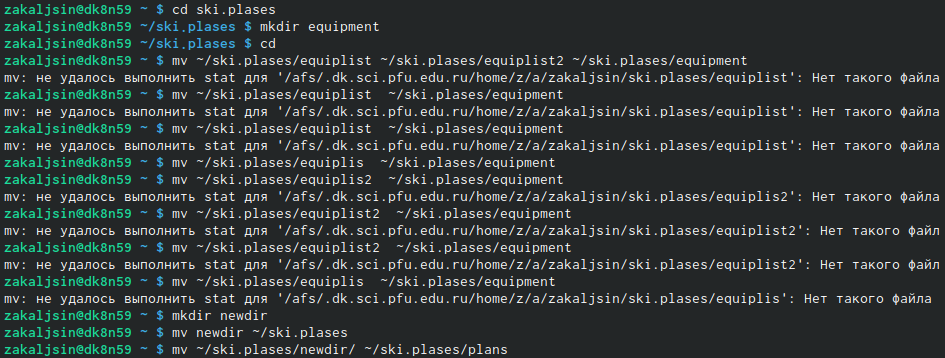 zakaljsin@dk8n59 ~ $ cd ski.plases
zakaljsin@dk8n59 ~/ski.plases $ mkdir equipment
zakaljsin@dk8n59 ~/ski.plases $ cd
zakaljsin@dk8n59 ~ $ mv ~/ski.plases/equiplist ~/ski.plases/equiplist2 ~/ski.plases/equipment
mv: не удалось выполнить stat для '/afs/.dk.sci.pfu.edu.ru/home/z/a/zakaljsin/ski.plases/equiplist': Нет такого файла
zakaljsin@dk8n59 ~ $ mv ~/ski.plases/equiplist  ~/ski.plases/equipment
mv: не удалось выполнить stat для '/afs/.dk.sci.pfu.edu.ru/home/z/a/zakaljsin/ski.plases/equiplist': Нет такого файла
zakaljsin@dk8n59 ~ $ mv ~/ski.plases/equiplist  ~/ski.plases/equipment
mv: не удалось выполнить stat для '/afs/.dk.sci.pfu.edu.ru/home/z/a/zakaljsin/ski.plases/equiplist': Нет такого файла
zakaljsin@dk8n59 ~ $ mv ~/ski.plases/equiplis  ~/ski.plases/equipment
zakaljsin@dk8n59 ~ $ mv ~/ski.plases/equiplis2  ~/ski.plases/equipment
mv: не удалось выполнить stat для '/afs/.dk.sci.pfu.edu.ru/home/z/a/zakaljsin/ski.plases/equiplis2': Нет такого файла
zakaljsin@dk8n59 ~ $ mv ~/ski.plases/equiplist2  ~/ski.plases/equipment
mv: не удалось выполнить stat для '/afs/.dk.sci.pfu.edu.ru/home/z/a/zakaljsin/ski.plases/equiplist2': Нет такого файл
zakaljsin@dk8n59 ~ $ mv ~/ski.plases/equiplist2  ~/ski.plases/equipment
mv: не удалось выполнить stat для '/afs/.dk.sci.pfu.edu.ru/home/z/a/zakaljsin/ski.plases/equiplist2': Нет такого файл
zakaljsin@dk8n59 ~ $ mv ~/ski.plases/equiplis  ~/ski.plases/equipment
mv: не удалось выполнить stat для '/afs/.dk.sci.pfu.edu.ru/home/z/a/zakaljsin/ski.plases/equiplis': Нет такого файла
zakaljsin@dk8n59 ~ $ mkdir newdir
zakaljsin@dk8n59 ~ $ mv newdir ~/ski.plases
zakaljsin@dk8n59 ~ $ mv ~/ski.plases/newdir/ ~/ski.plases/plans